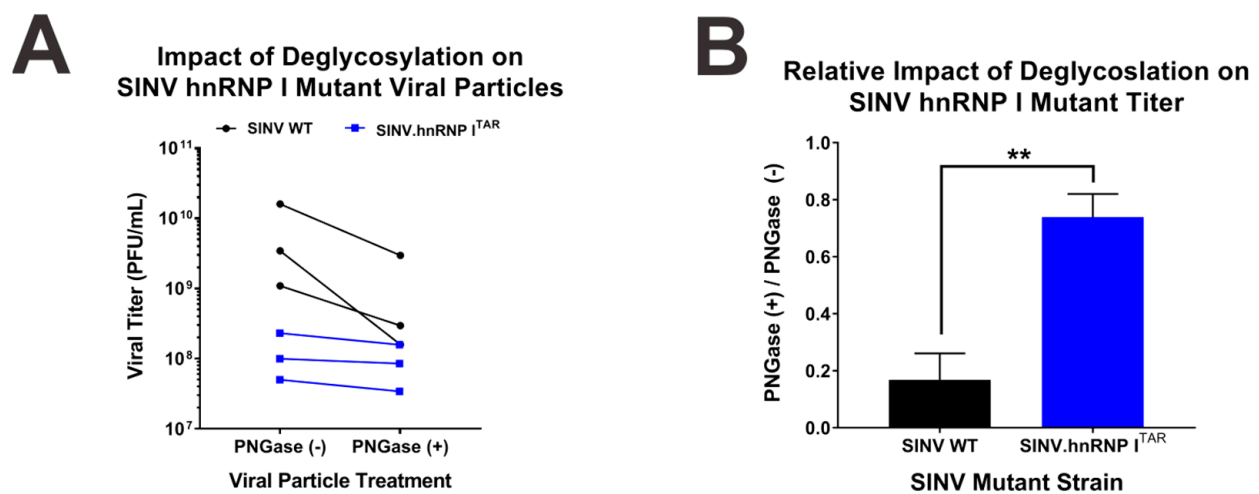 A
Impact of Deglycosylation on
SINV hnRNP I Mutant Viral Particles
SINV WT
SINV.hnRNP I^TAR
Viral Titer (PFU/mL)
10^11
10^10
10^9
10^8
10^7
PNGase (-)
PNGase (+)
Viral Particle Treatment
B
Relative Impact of Deglycoslation on
SINV hnRNP I Mutant Titer
PNGase (+) / PNGase (-)
1.0
0.8
0.6
0.4
0.2
0.0
**
SINV WT
SINV.hnRNP I^TAR
SINV Mutant Strain